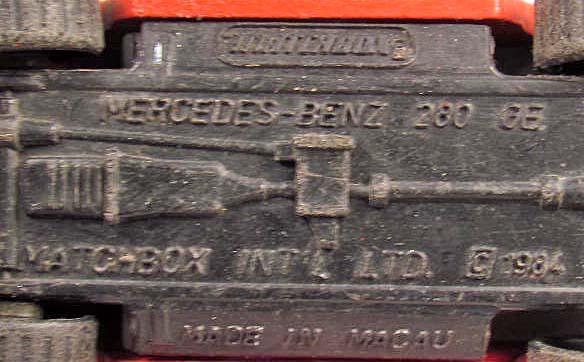 MATCHBOX
MERCEDES-BENZ 280 GE
MATCHBOX INT'L LTD. © 1984
MADE IN MACAU